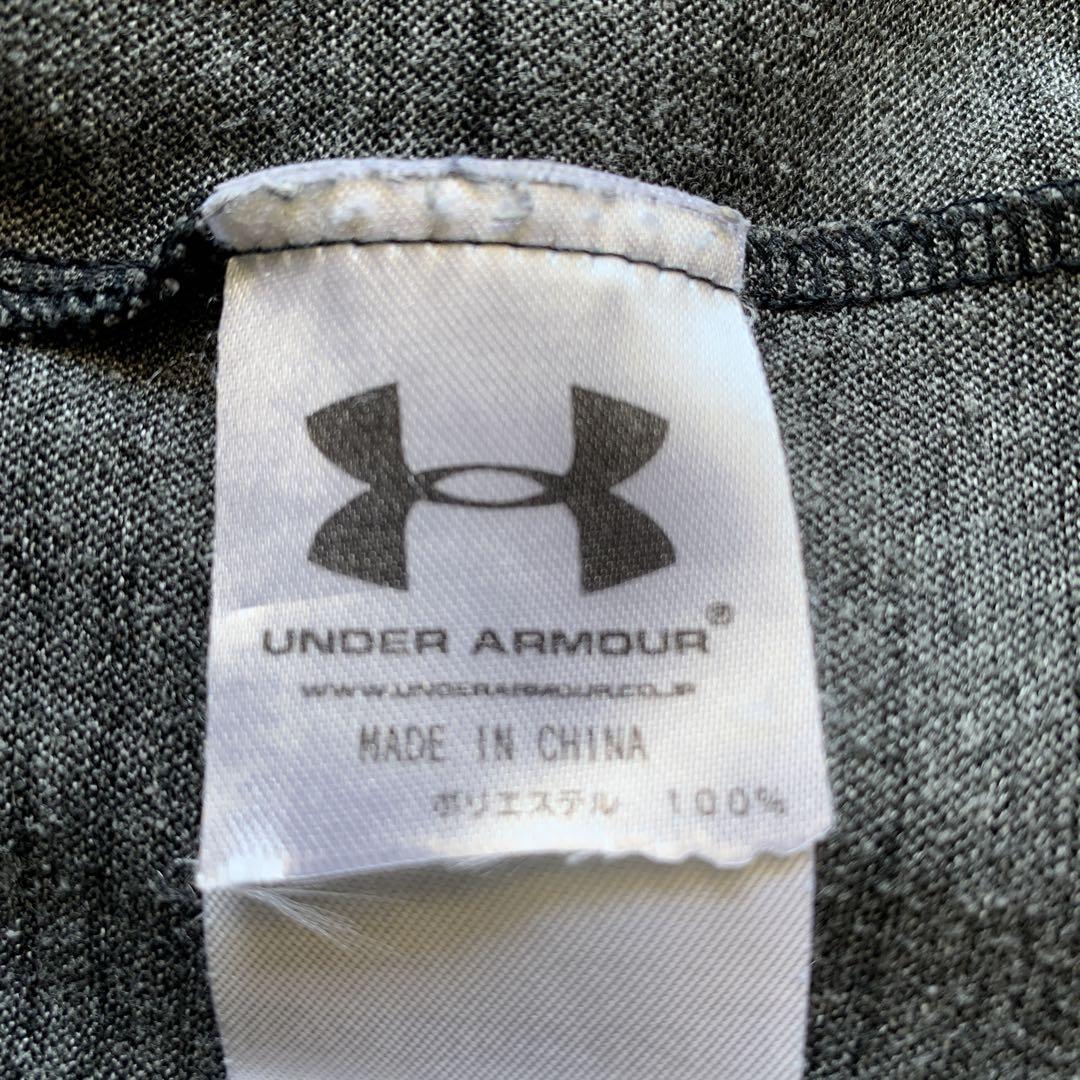 UNDER ARMOUR®
WWW.UNDERARMOUR.CO.JP
MADE IN CHINA
ポリエステル 100%